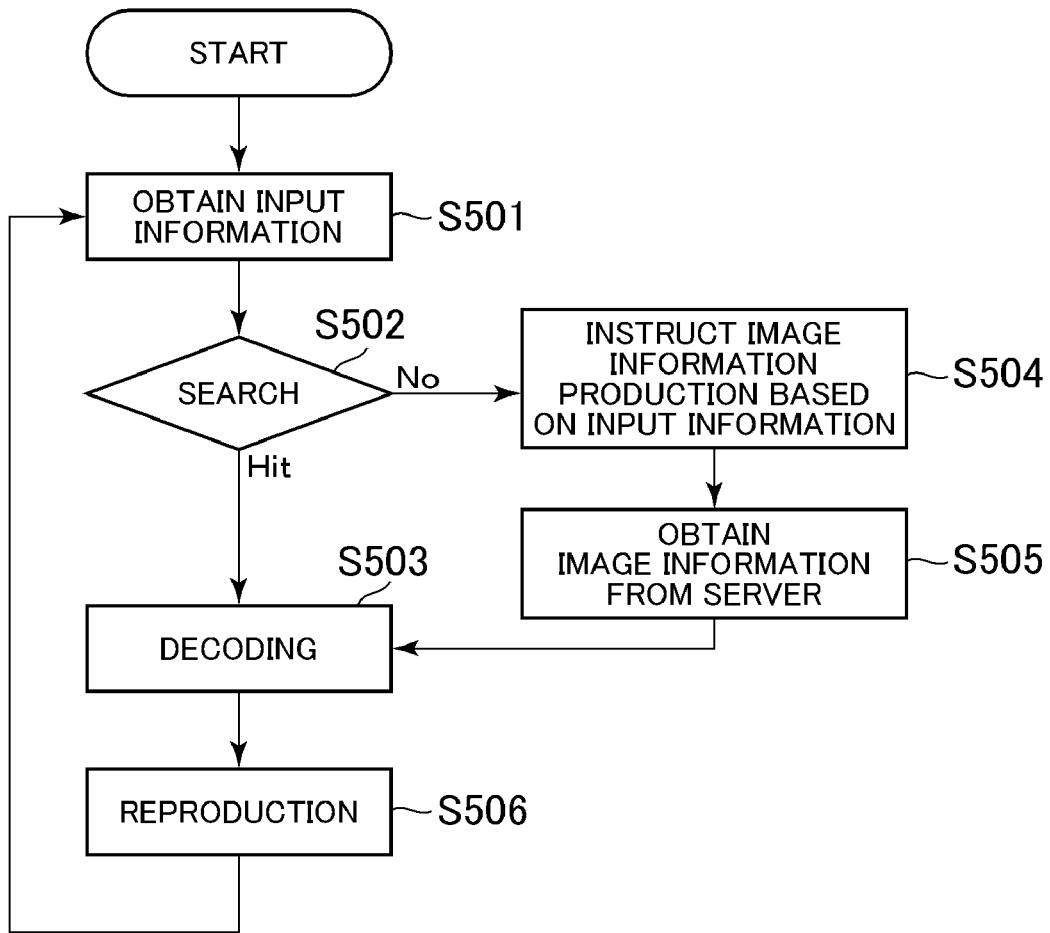 START
OBTAIN INPUT
INFORMATION
S501
S502
SEARCH
No
Hit
INSTRUCT IMAGE
INFORMATION
PRODUCTION BASED
ON INPUT INFORMATION
S504
OBTAIN
IMAGE INFORMATION
FROM SERVER
S505
S503
DECODING
REPRODUCTION
S506